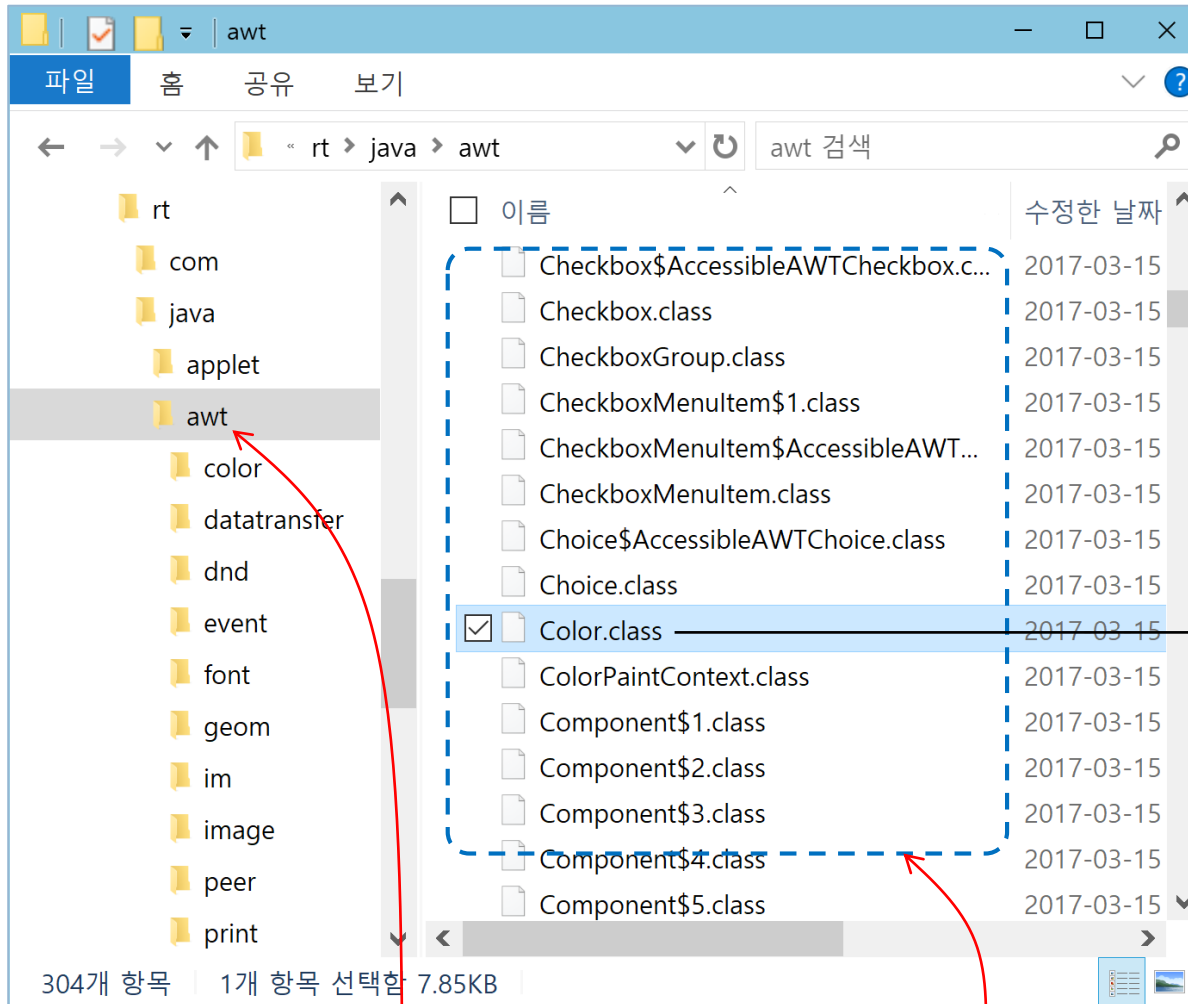 awt
파일 홈 공유 보기 ?
« rt java awt awt 검색
rt
com
java
applet
awt
color
datatransfer
dnd
event
font
geom
im
image
peer
print
이름 수정한 날짜
Checkbox$AccessibleAWTCheckbox.c... 2017-03-15
Checkbox.class 2017-03-15
CheckboxGroup.class 2017-03-15
CheckboxMenuItem$1.class 2017-03-15
CheckboxMenuItem$AccessibleAWT... 2017-03-15
CheckboxMenuItem.class 2017-03-15
Choice$AccessibleAWTChoice.class 2017-03-15
Choice.class 2017-03-15
Color.class 2017-03-15
ColorPaintContext.class 2017-03-15
Component$1.class 2017-03-15
Component$2.class 2017-03-15
Component$3.class 2017-03-15
Component$4.class 2017-03-15
Component$5.class 2017-03-15
304개 항목 1개 항목 선택함 7.85KB